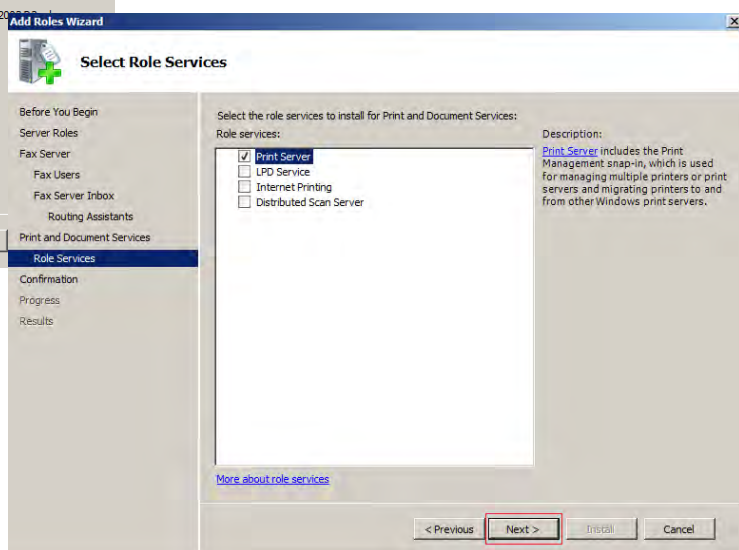 Add Roles Wizard
Select Role Services
Before You Begin
Server Roles
Fax Server
Fax Users
Fax Server Inbox
Routing Assistants
Print and Document Services
Role Services
Confirmation
Progress
Results
Select the role services to install for Print and Document Services:
Role services:
Print Server
LPD Service
Internet Printing
Distributed Scan Server
More about role services
Description:
Print Server includes the Print
Management snap-in, which is used
for managing multiple printers or print
servers and migrating printers to and
from other Windows print servers.
< Previous
Next >
Install
Cancel